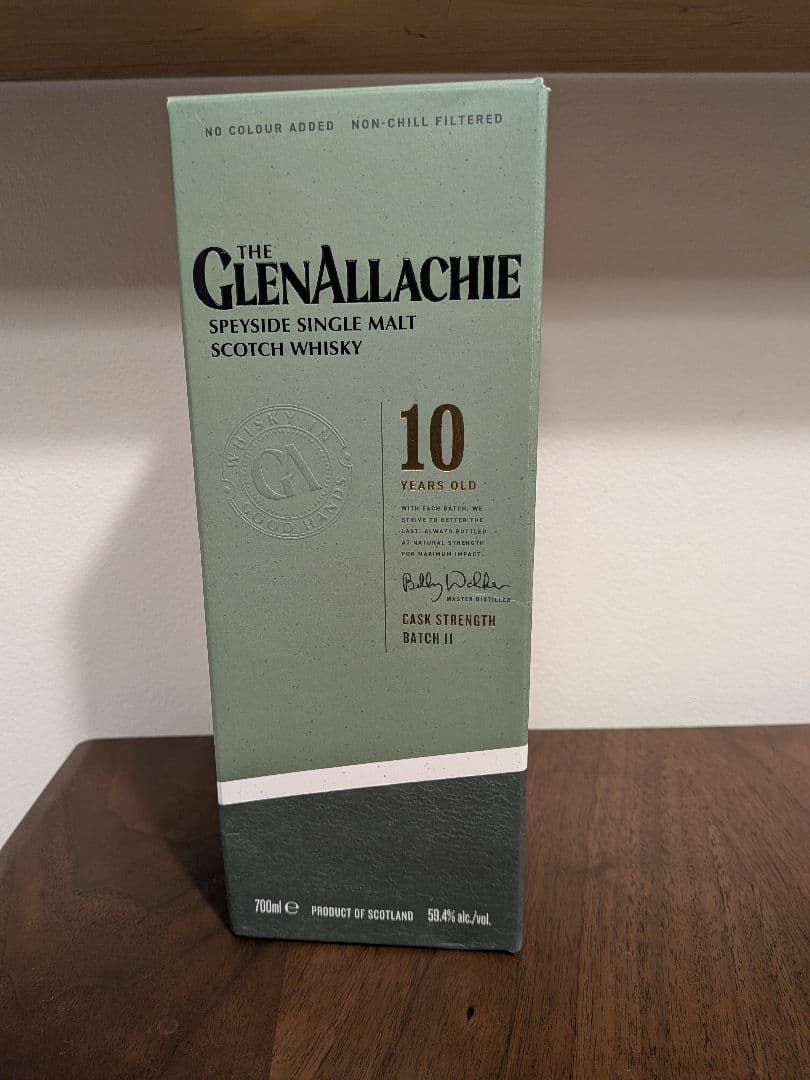 NO COLOUR ADDED NON-CHILL FILTERED
THE
GLENALLACHIE
SPEYSIDE SINGLE MALT
SCOTCH WHISKY
WHISKY IN
GA
GOOD HANDS
10
YEARS OLD
WITH EACH BATCH, WE
STRIVE TO BETTER THE
LAST. ALWAYS BOTTLED
AT NATURAL STRENGTH
FOR MAXIMUM IMPACT.
Billy Walker
MASTER DISTILLER
CASK STRENGTH
BATCH 11
700ml e PRODUCT OF SCOTLAND 59.4% alc./vol.